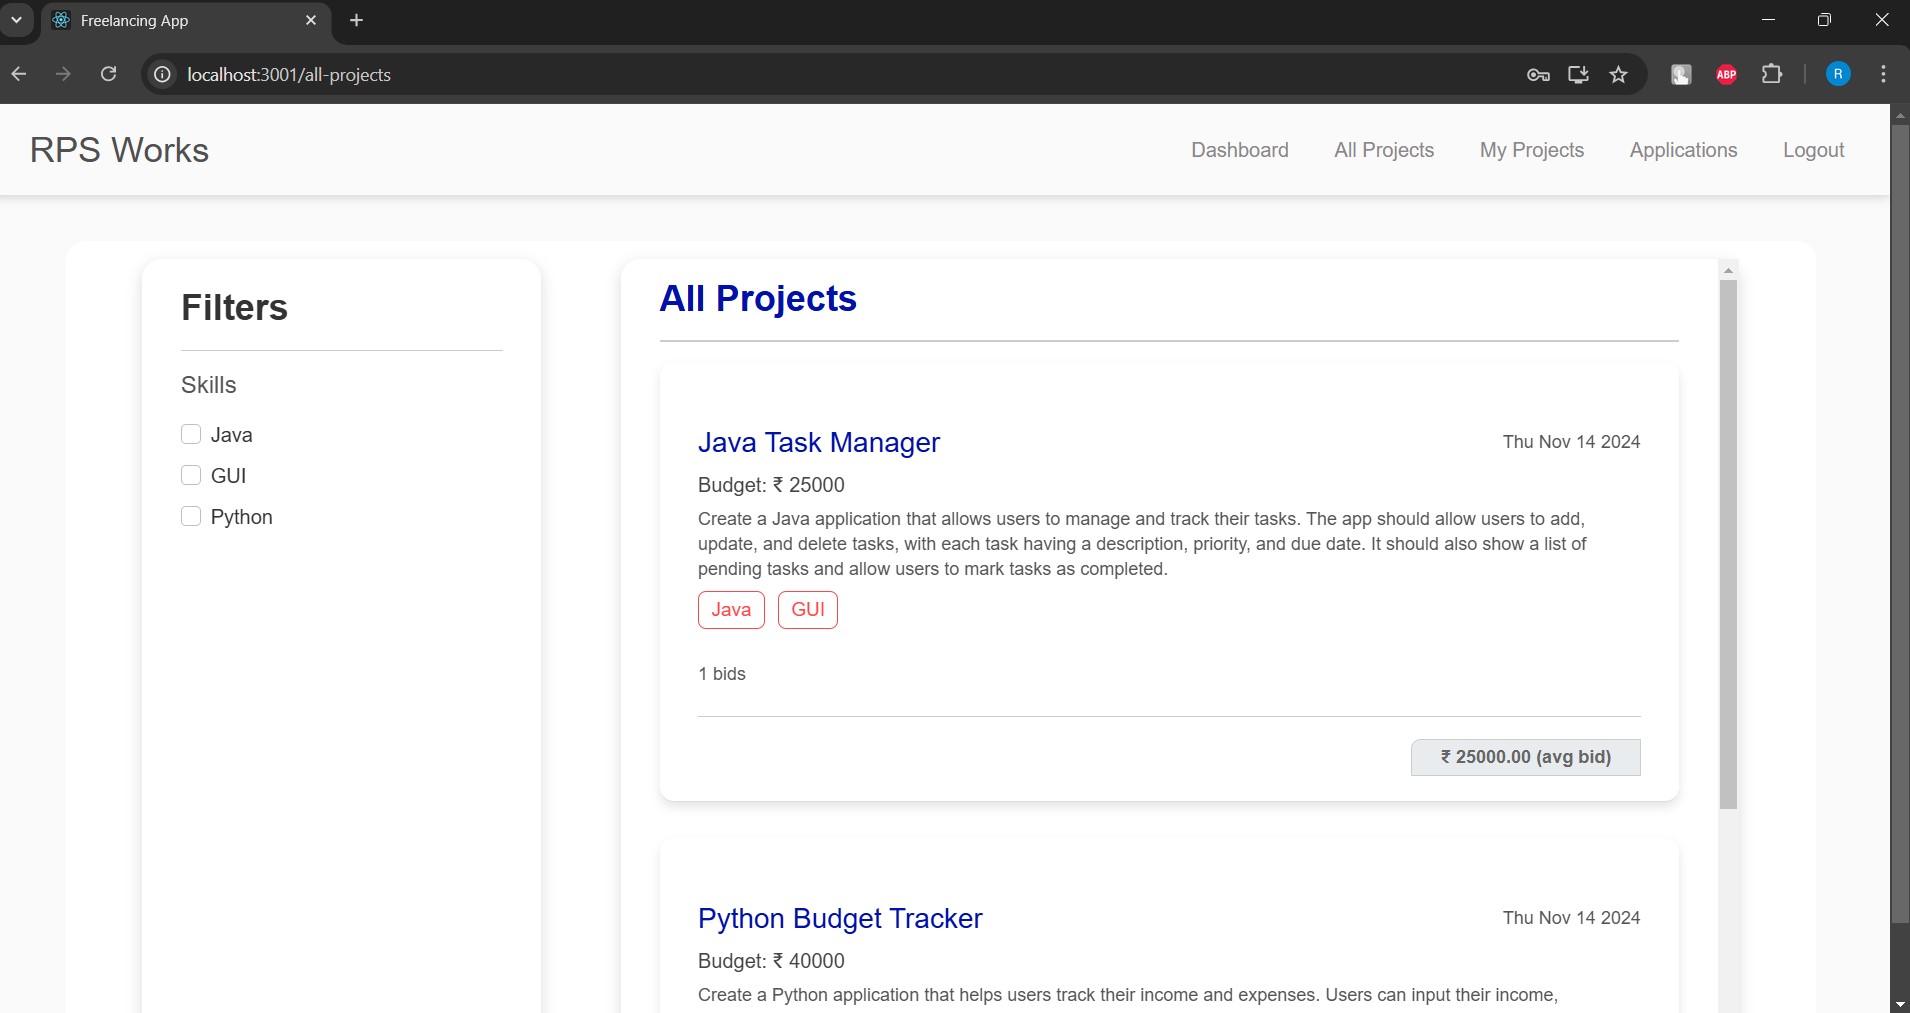 Freelancing App
localhost:3001/all-projects
ABP
R
RPS Works
Dashboard
All Projects
My Projects
Applications
Logout
Filters
Skills
Java
GUI
Python
All Projects
Java Task Manager
Thu Nov 14 2024
Budget: ₹ 25000
Create a Java application that allows users to manage and track their tasks. The app should allow users to add,
update, and delete tasks, with each task having a description, priority, and due date. It should also show a list of
pending tasks and allow users to mark tasks as completed.
Java
GUI
1 bids
₹ 25000.00 (avg bid)
Python Budget Tracker
Thu Nov 14 2024
Budget: ₹ 40000
Create a Python application that helps users track their income and expenses. Users can input their income,